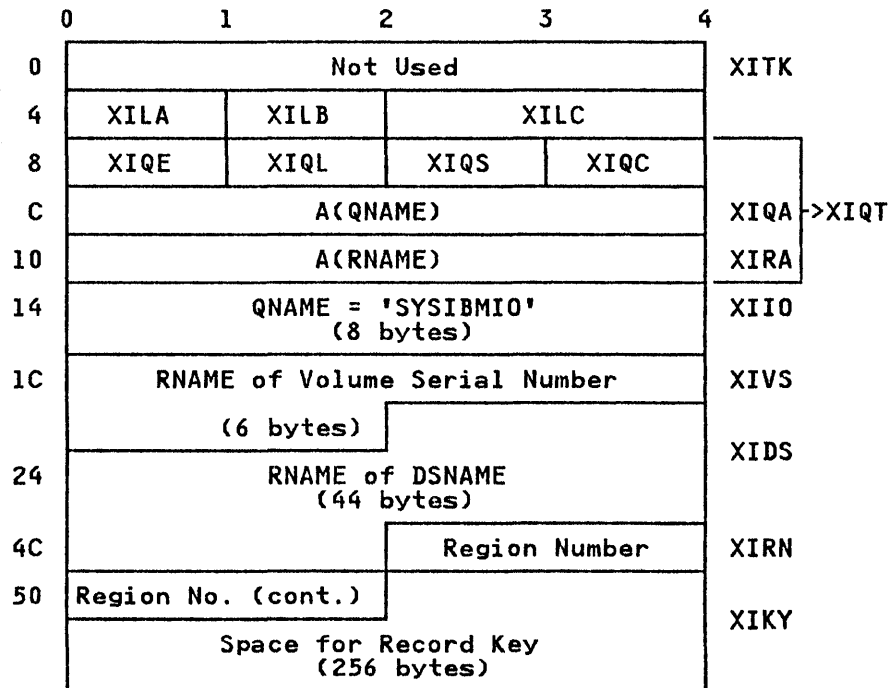 0 1 2 3 4
0 Not Used XITK
4 XILA XILB XILC
8 XIQE XIQL XIQS XIQC
C A(QNAME) XIQA ->XIQT
10 A(RNAME) XIRA
14 QNAME = 'SYSIBMIO' XIIO
(8 bytes)
1C RNAME of Volume Serial Number XIVS
(6 bytes)
XIDS
24 RNAME of DSNAME
(44 bytes)
4C Region Number XIRN
50 Region No. (cont.)
XIKY
Space for Record Key
(256 bytes)